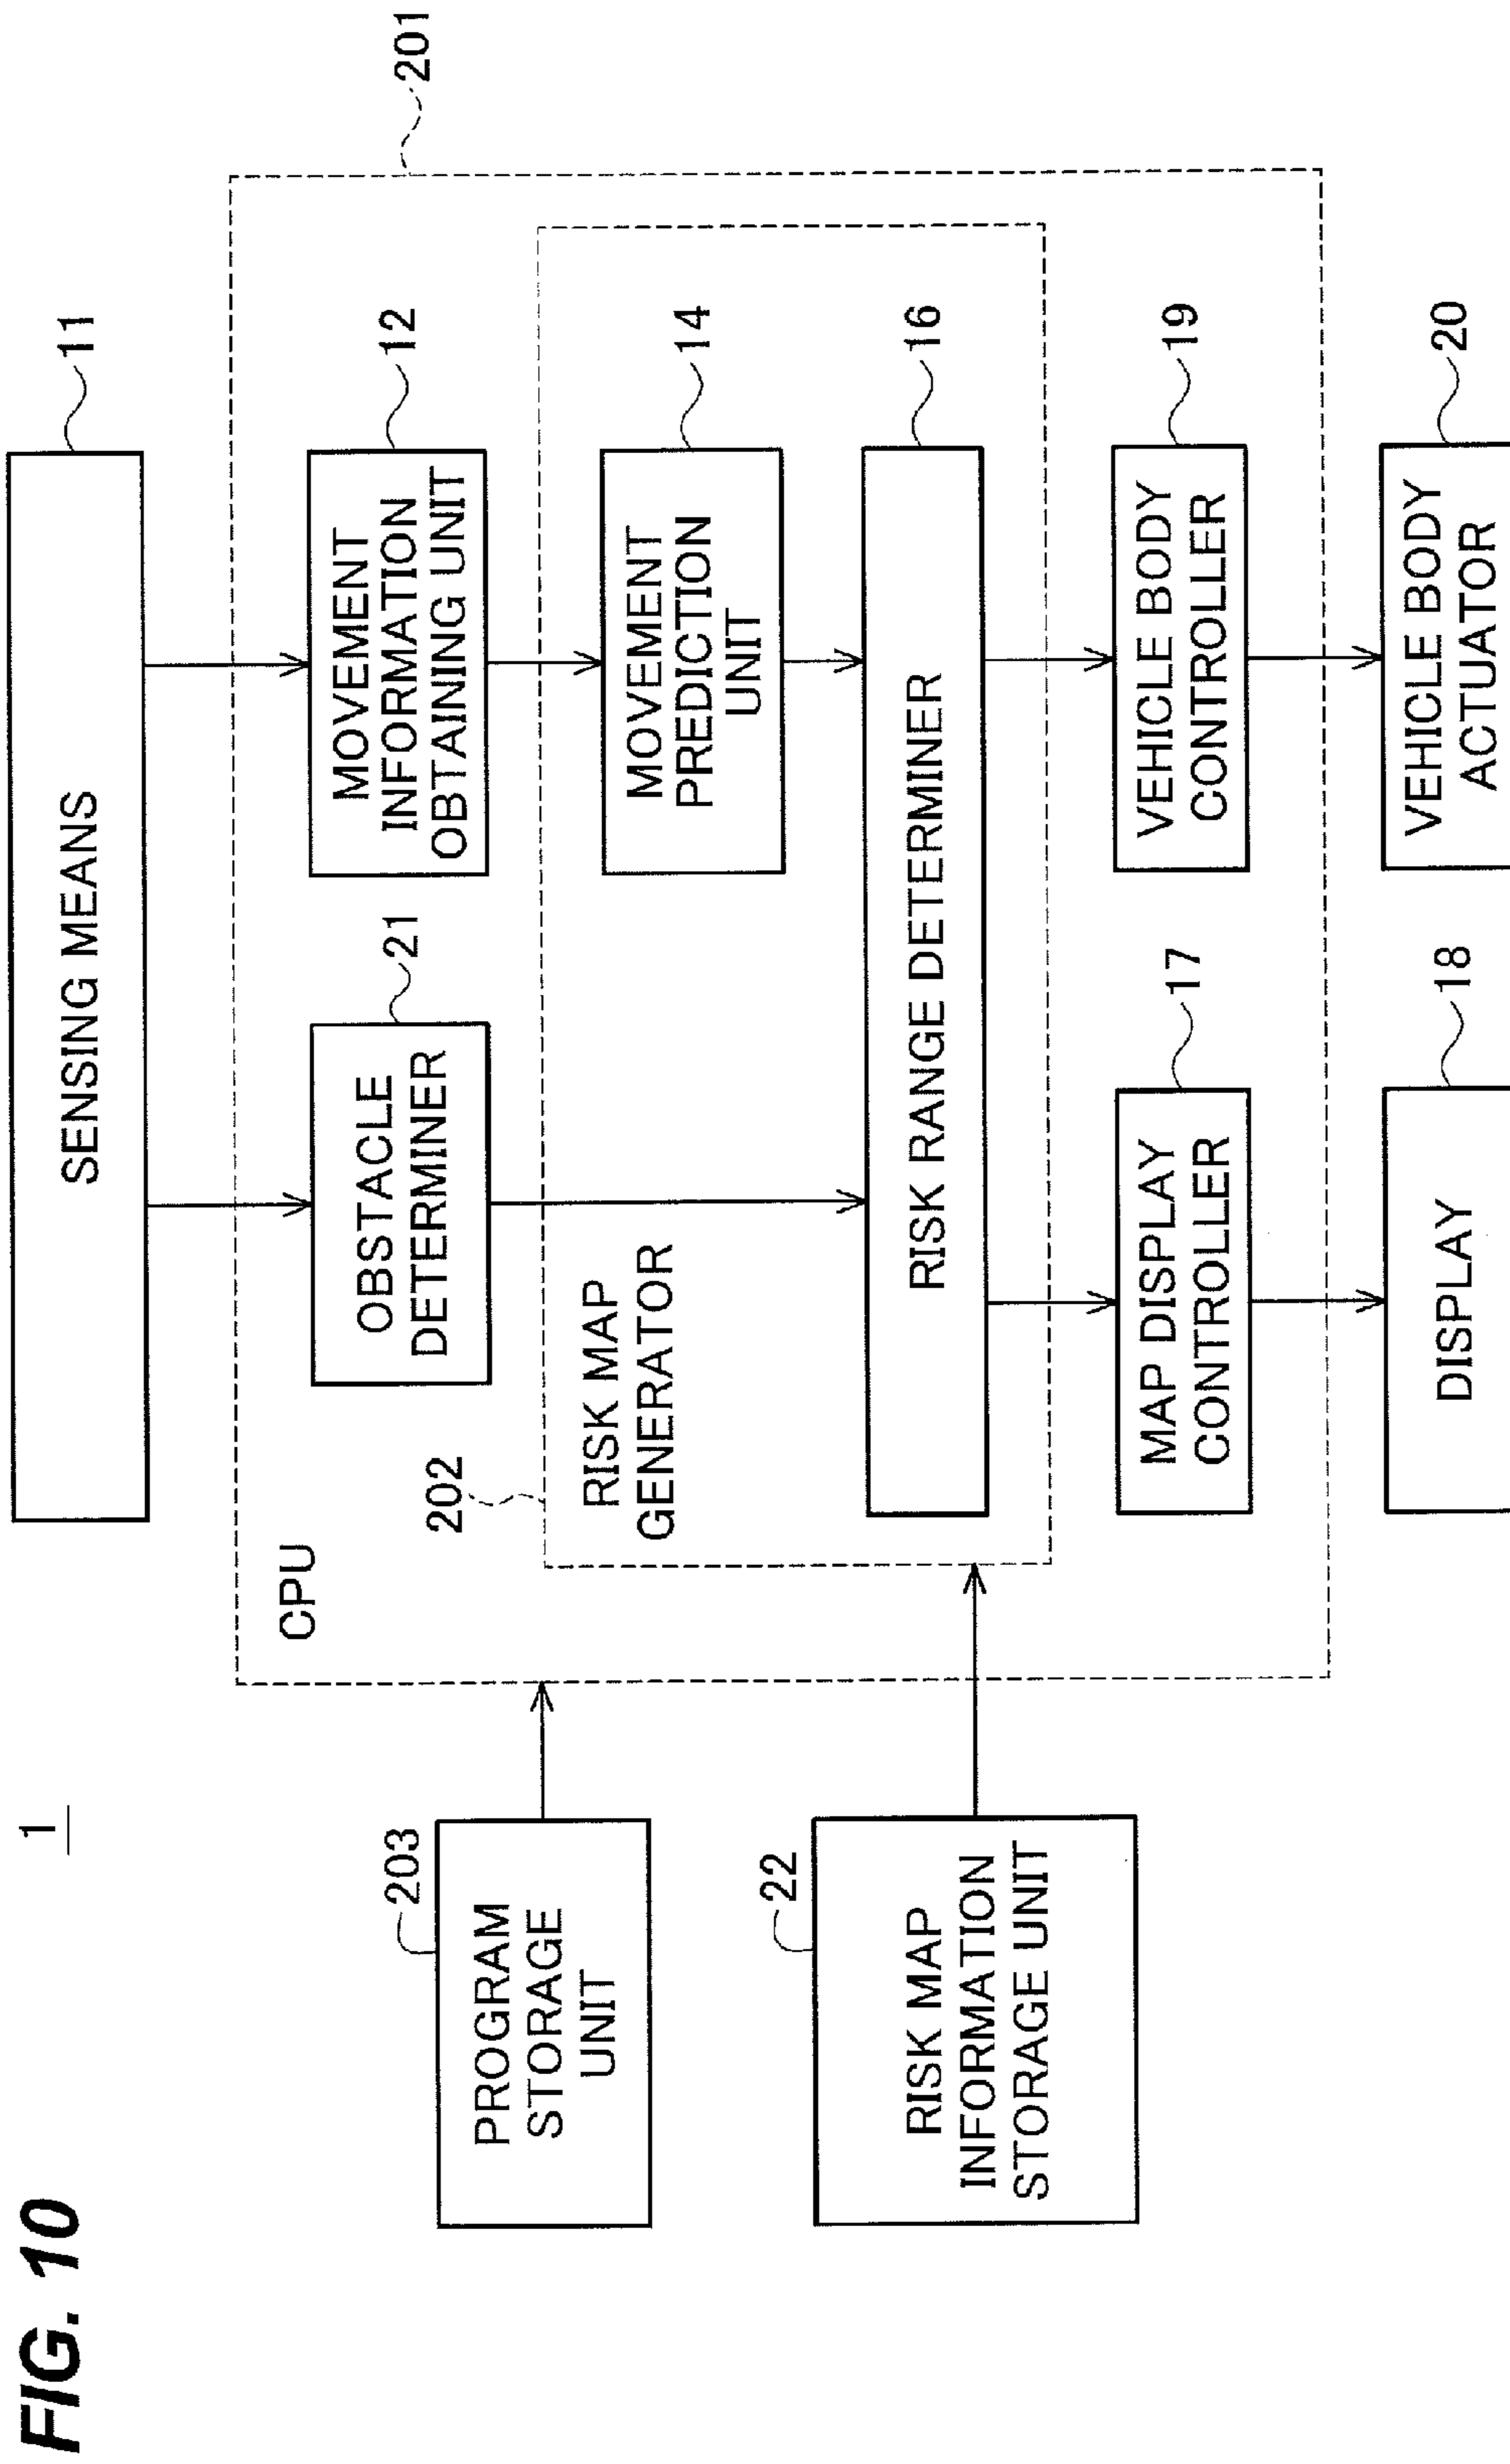 FIG. 10
1
SENSING MEANS
11
CPU
201
OBSTACLE
DETERMINER
21
MOVEMENT
INFORMATION
OBTAINING UNIT
12
PROGRAM
STORAGE
UNIT
203
202
RISK MAP
GENERATOR
MOVEMENT
PREDICTION
UNIT
14
RISK MAP
INFORMATION
STORAGE UNIT
22
RISK RANGE DETERMINER
16
MAP DISPLAY
CONTROLLER
17
VEHICLE BODY
CONTROLLER
19
DISPLAY
18
VEHICLE BODY
ACTUATOR
20